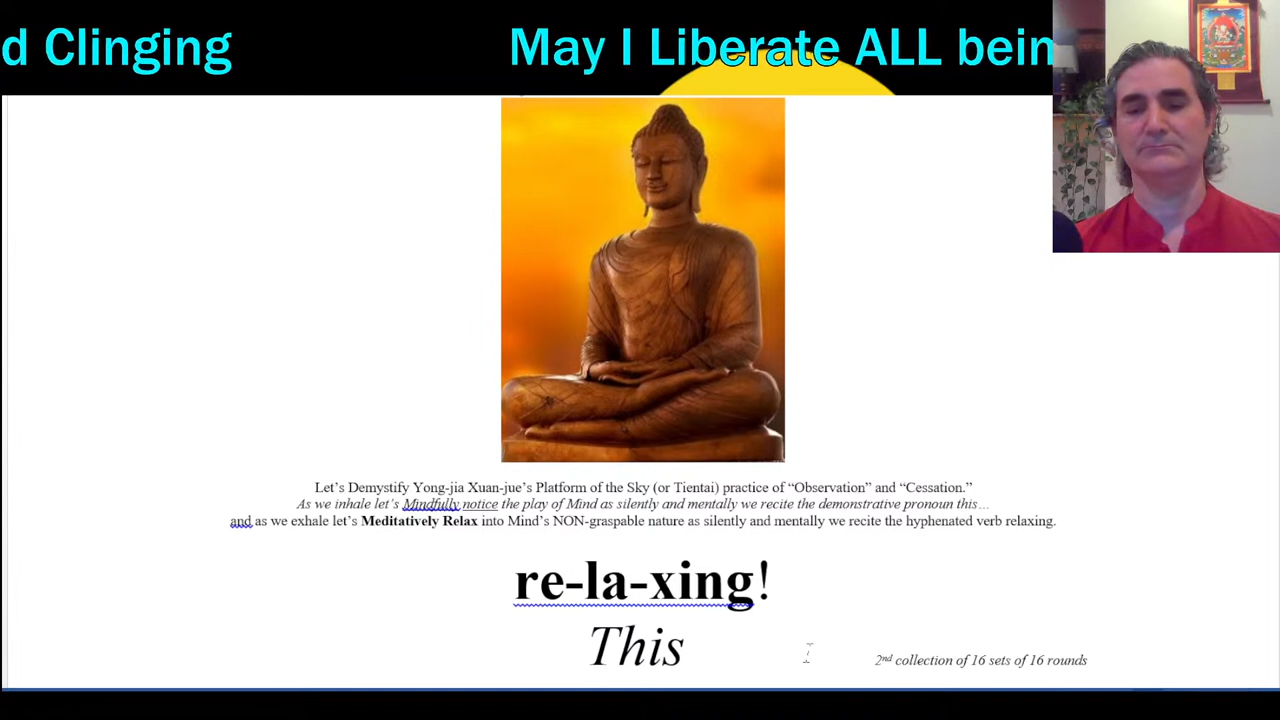 d Clinging May I Liberate ALL bein
Let's Demystify Yong-jia Xuan-jue's Platform of the Sky (or Tientai) practice of “Observation” and “Cessation.”
As we inhale let's Mindfully notice the play of Mind as silently and mentally we recite the demonstrative pronoun this…
and as we exhale let's Meditatively Relax into Mind's NON-graspable nature as silently and mentally we recite the hyphenated verb relaxing.
re-la-xing!
This
2nd collection of 16 sets of 16 rounds